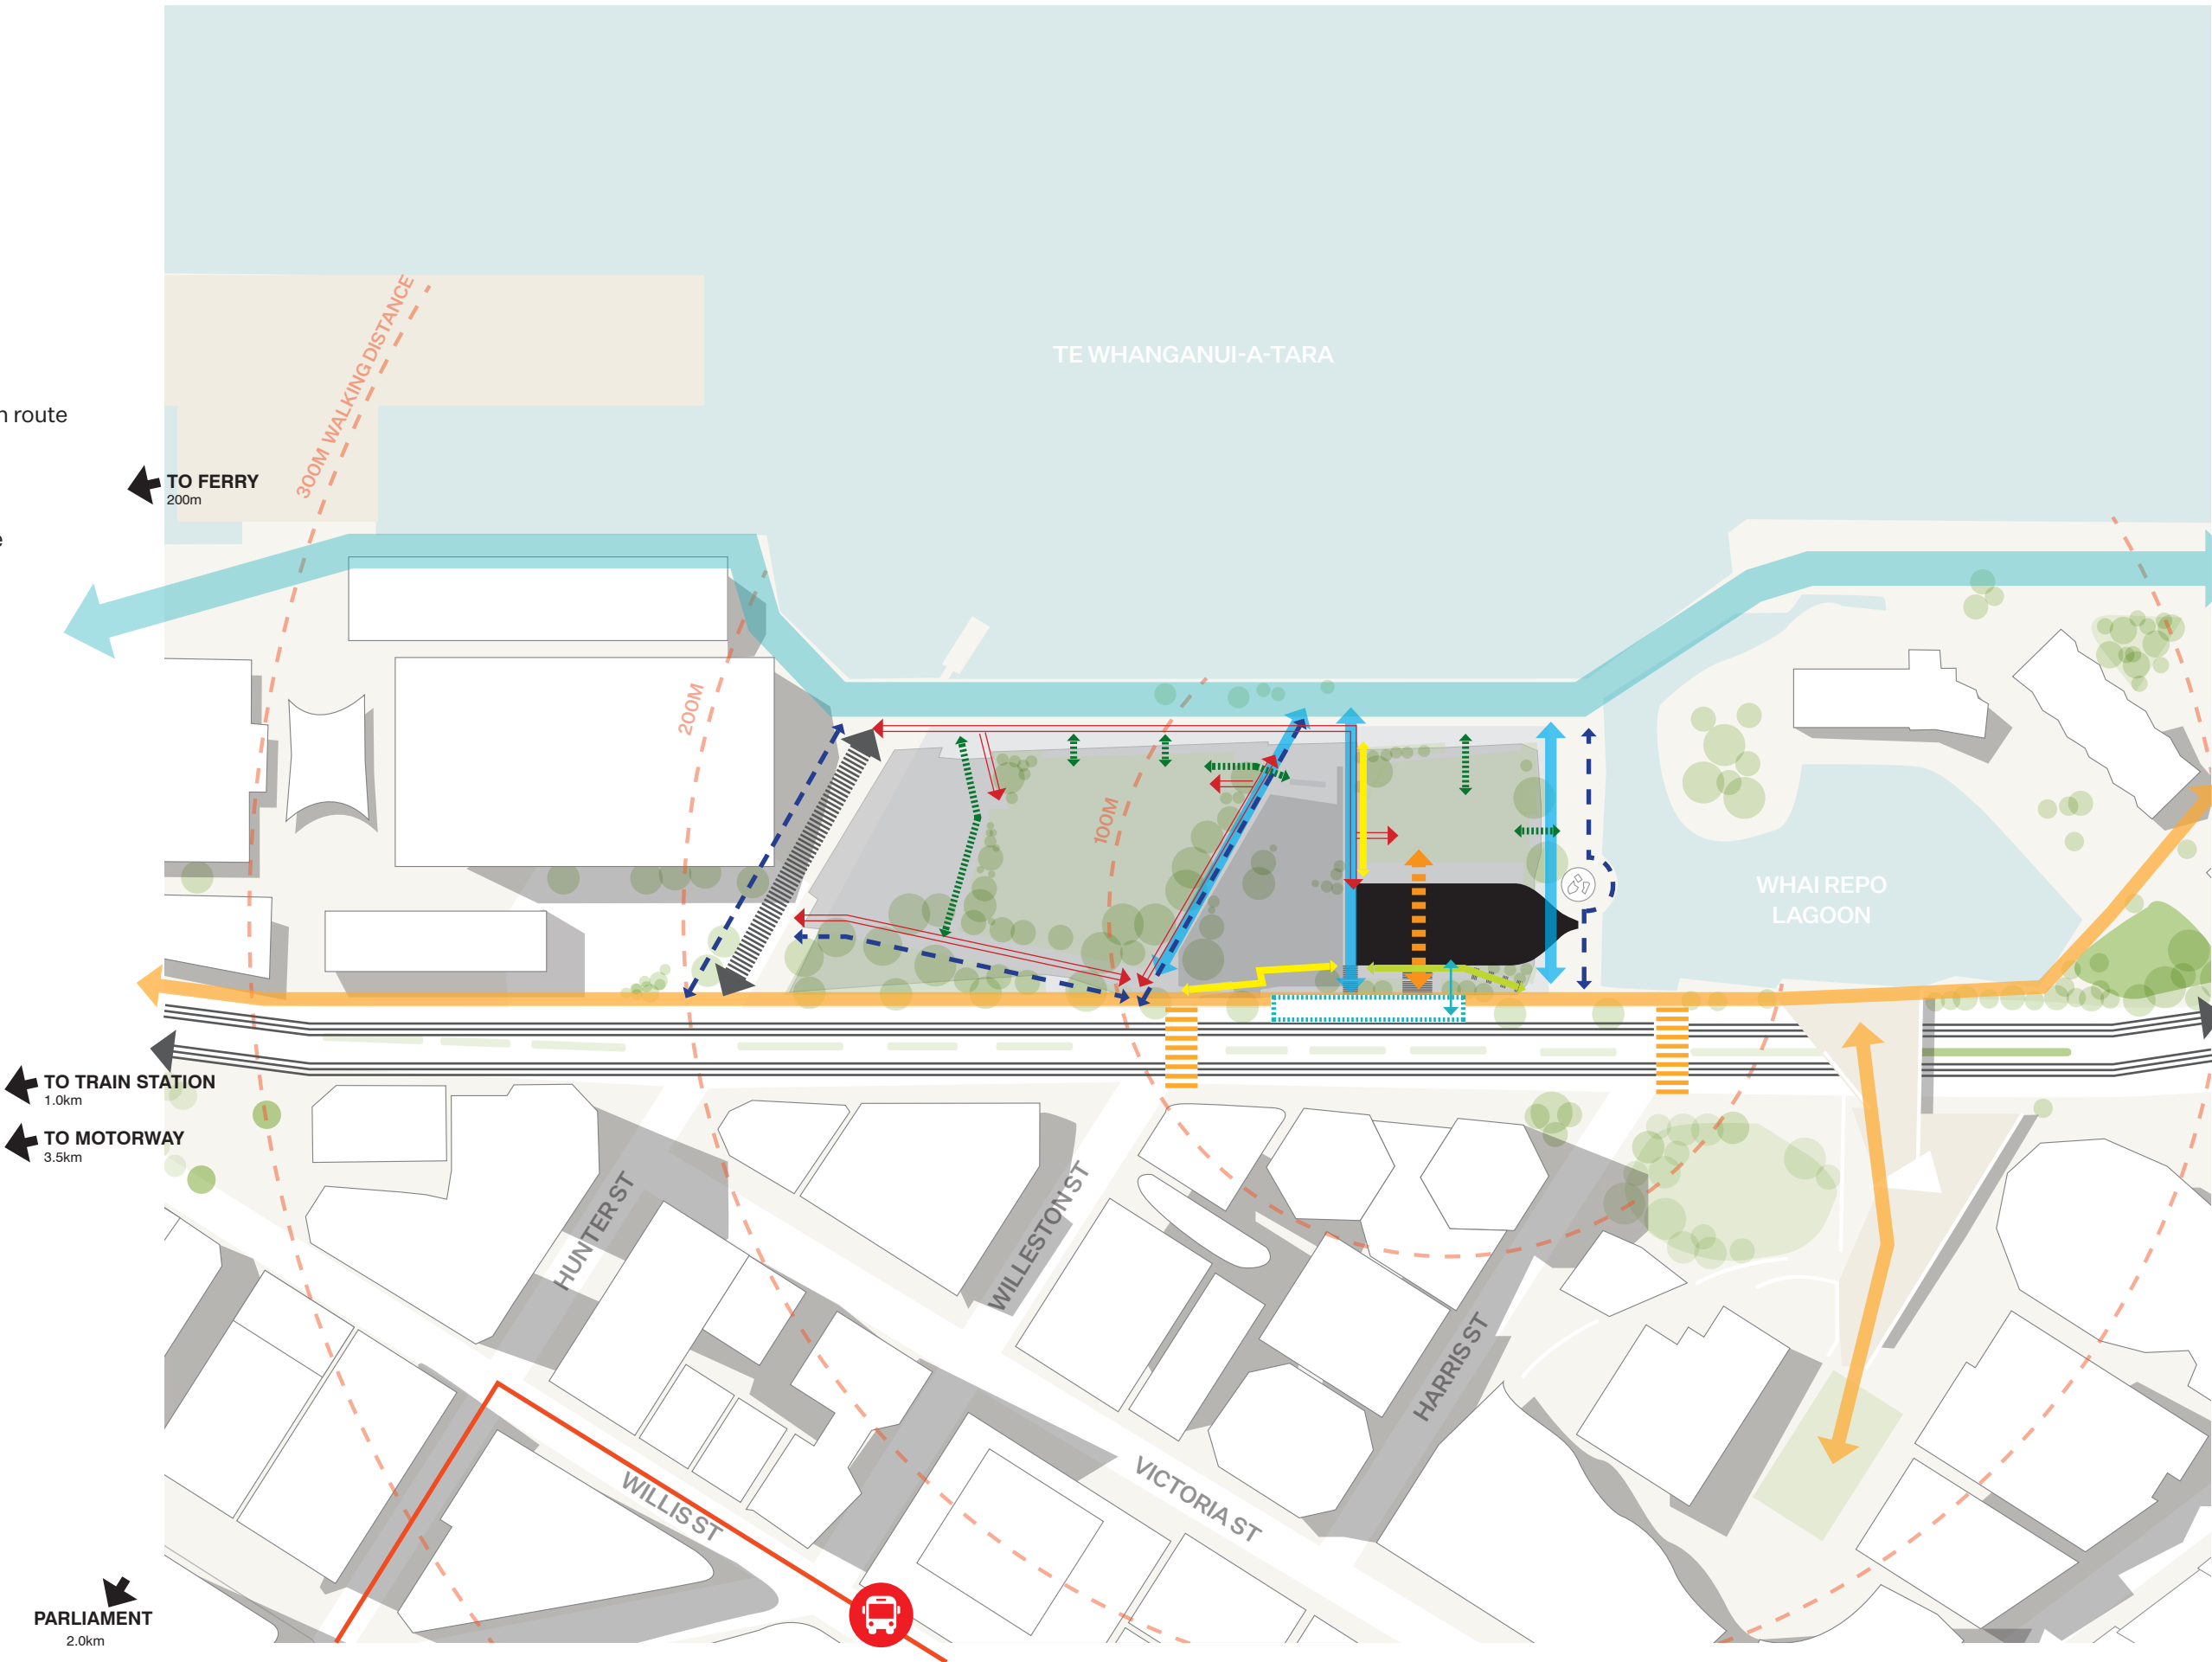 TE WHANGANUI-A-TARA
300M WALKING DISTANCE
n route
TO FERRY
200m
e
200M
100M
WHAI REPO
LAGOON
TO TRAIN STATION
1.0km
TO MOTORWAY
3.5km
HUNTER ST
WILLESTON ST
HARRIS ST
WILLIS ST
VICTORIA ST
PARLIAMENT
2.0km